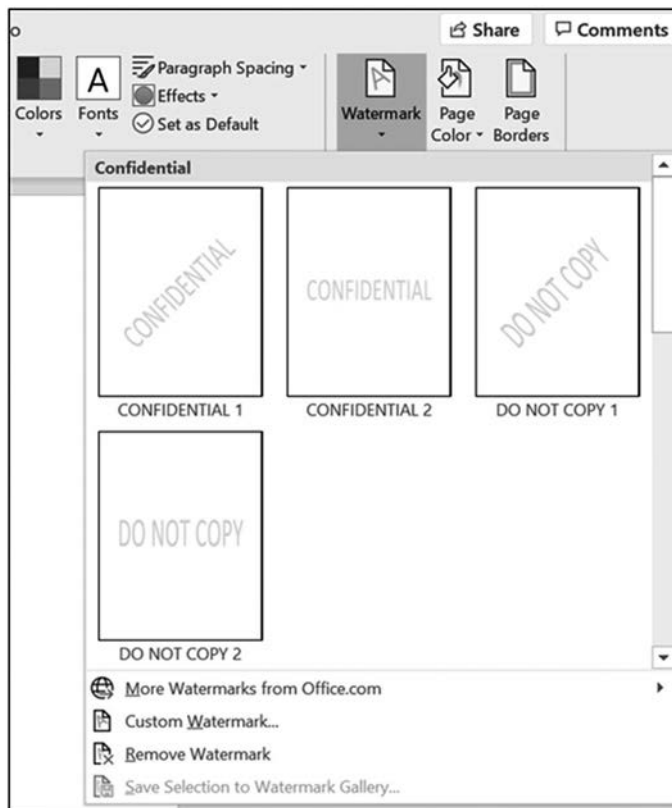 o
Share
Comments
Paragraph Spacing
Effects
Set as Default
Colors
A
Fonts
A
Watermark
Page
Color
Page
Borders
Confidential
CONFIDENTIAL
CONFIDENTIAL
DO NOT COPY
CONFIDENTIAL 1
CONFIDENTIAL 2
DO NOT COPY 1
DO NOT COPY
DO NOT COPY 2
More Watermarks from Office.com
Custom Watermark...
Remove Watermark
Save Selection to Watermark Gallery...